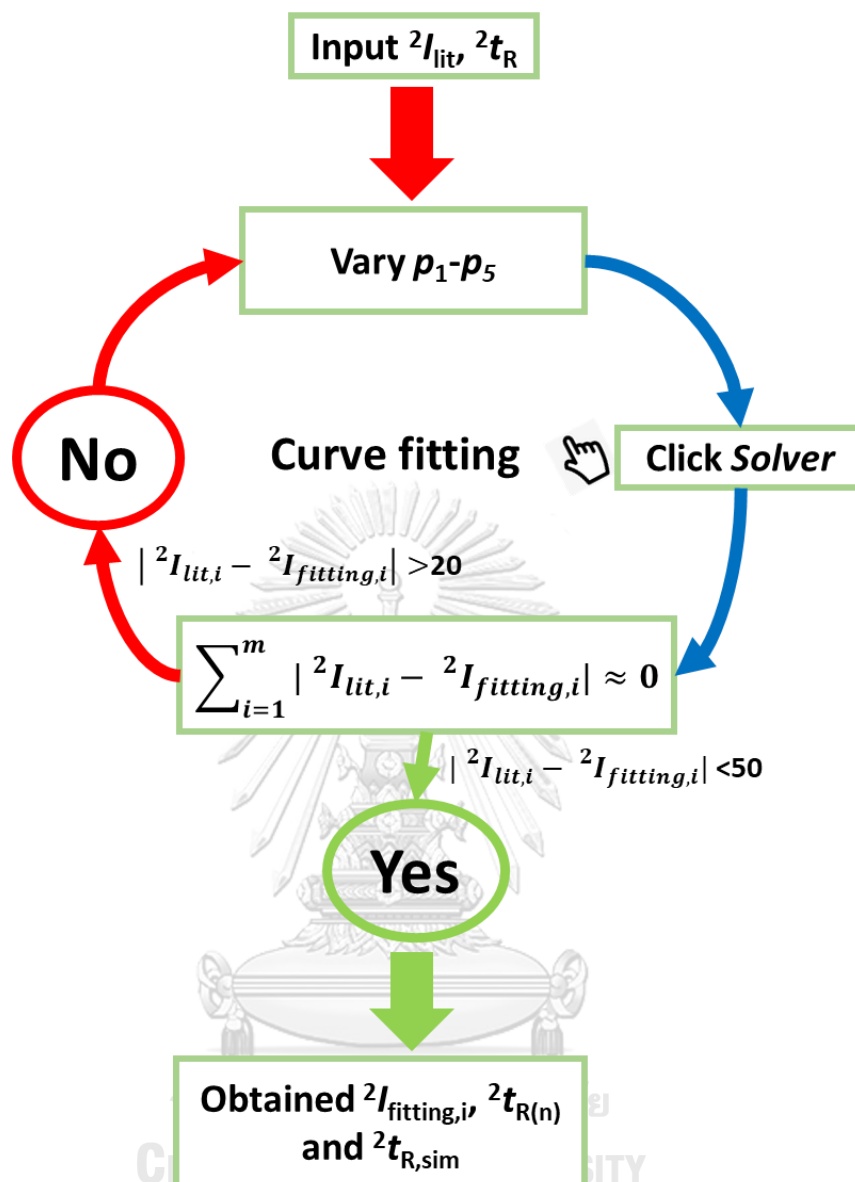 Input ²I_lit, ²t_R
Vary p₁-p₅
No
Curve fitting
Click Solver
| ²I_lit,i − ²I_fitting,i| >20
∑_{i=1}^{m} | ²I_lit,i − ²I_fitting,i| ≈ 0
| ²I_lit,i − ²I_fitting,i| <50
Yes
Obtained ²I_fitting,i, ²t_R(n)
and ²t_R,sim